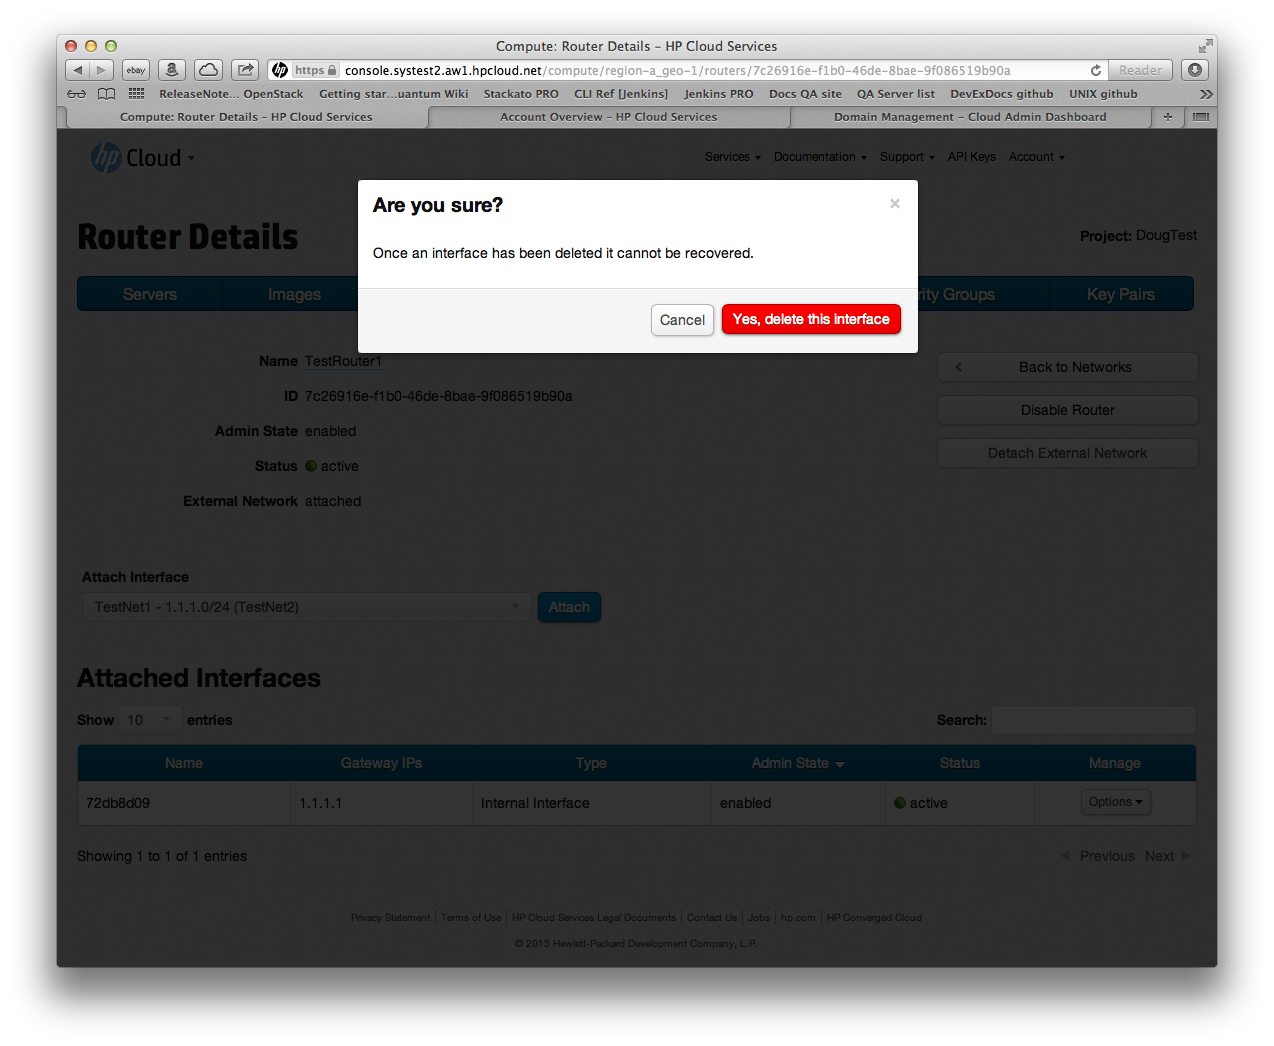 Compute: Router Details – HP Cloud Services
ebay a hp https console.systest2.aw1.hpcloud.net/compute/region-a_geo-1/routers/7c26916e-f1b0-46de-8bae-9f086519b90a Reader
ReleaseNote... OpenStack Getting star...uantum Wiki Stackato PRO CLI Ref [Jenkins] Jenkins PRO Docs QA site QA Server list DevExDocs github UNIX github
Compute: Router Details – HP Cloud Services Account Overview – HP Cloud Services Domain Management – Cloud Admin Dashboard
hp Cloud Services Documentation Support API Keys Account
Are you sure? ×
Router Details
Project: DougTest
Once an interface has been deleted it cannot be recovered.
Servers Images rity Groups Key Pairs
Cancel Yes, delete this interface
Name TestRouter1
Back to Networks
ID 7c26916e-f1b0-46de-8bae-9f086519b90a
Disable Router
Admin State enabled
Detach External Network
Status active
External Network attached
Attach Interface
TestNet1 - 1.1.1.0/24 (TestNet2) Attach
Attached Interfaces
Show 10 entries Search:
Name Gateway IPs Type Admin State Status Manage
72db8d09 1.1.1.1 Internal Interface enabled active Options
Showing 1 to 1 of 1 entries Previous Next
Privacy Statement Terms of Use HP Cloud Services Legal Documents Contact Us Jobs hp.com HP Converged Cloud
© 2013 Hewlett-Packard Development Company, L.P.